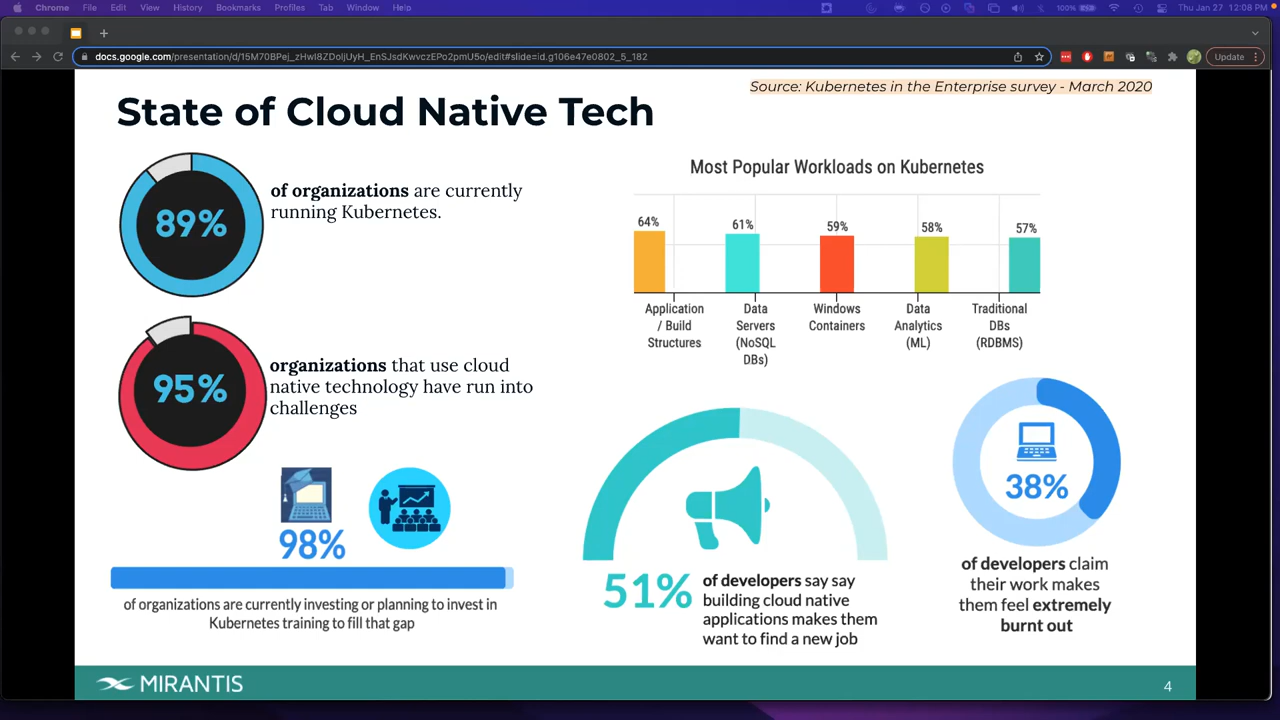 Chrome File Edit View History Bookmarks Profiles Tab Window Help
100% Thu Jan 27 12:08 PM
docs.google.com/presentation/d/15M70BPej_zHwI8ZDoljUyH_EnSJsdKwvczEPo2pmU5o/edit#slide=id.g106e47e0802_5_182
Update
Source: Kubernetes in the Enterprise survey - March 2020
State of Cloud Native Tech
89%
of organizations are currently
running Kubernetes.
95%
organizations that use cloud
native technology have run into
challenges
98%
of organizations are currently investing or planning to invest in
Kubernetes training to fill that gap
Most Popular Workloads on Kubernetes
64%
61%
59%
58%
57%
Application
/ Build
Structures
Data
Servers
(NoSQL
DBs)
Windows
Containers
Data
Analytics
(ML)
Traditional
DBs
(RDBMS)
51%
of developers say say
building cloud native
applications makes them
want to find a new job
38%
of developers claim
their work makes
them feel extremely
burnt out
MIRANTIS
4